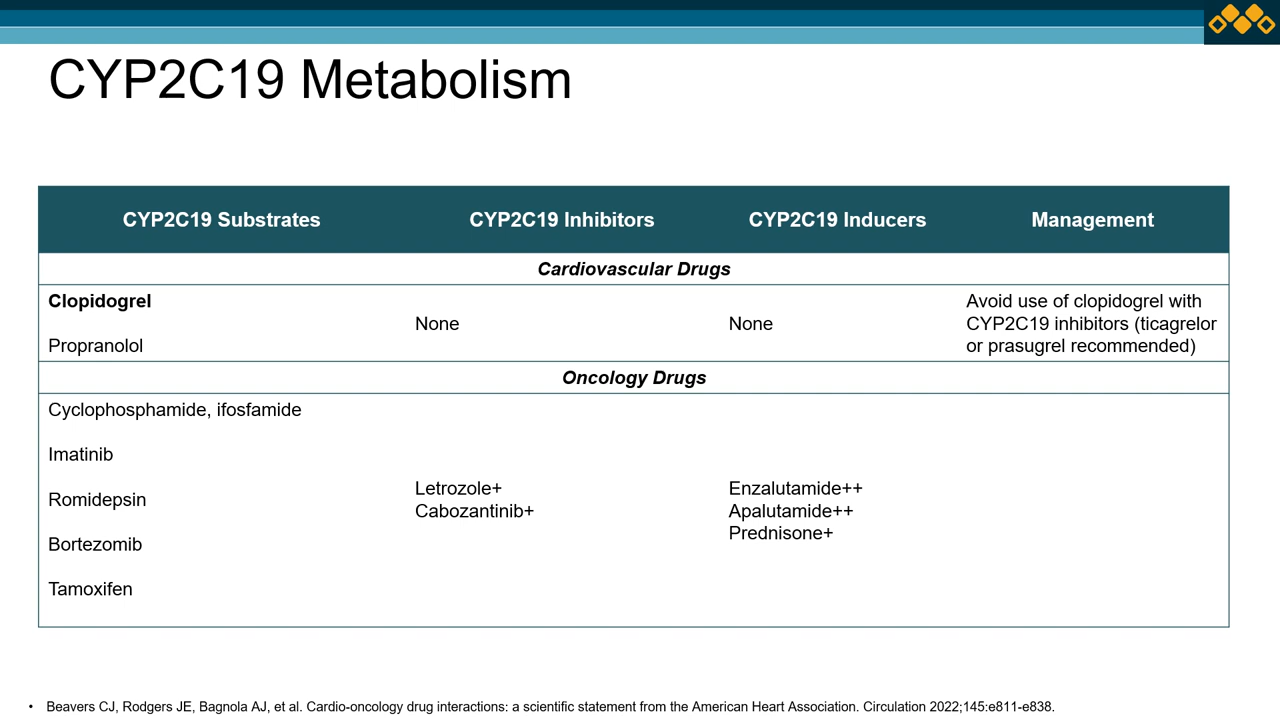 CYP2C19 Metabolism
CYP2C19 Substrates CYP2C19 Inhibitors CYP2C19 Inducers Management
Cardiovascular Drugs
Clopidogrel
Propranolol
None
None
Avoid use of clopidogrel with
CYP2C19 inhibitors (ticagrelor
or prasugrel recommended)
Oncology Drugs
Cyclophosphamide, ifosfamide
Imatinib
Romidepsin
Bortezomib
Tamoxifen
Letrozole+
Cabozantinib+
Enzalutamide++
Apalutamide++
Prednisone+
• Beavers CJ, Rodgers JE, Bagnola AJ, et al. Cardio-oncology drug interactions: a scientific statement from the American Heart Association. Circulation 2022;145:e811-e838.